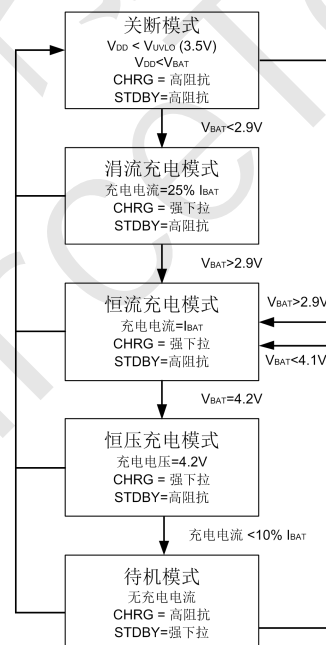 关断模式
VDD < VUVLO (3.5V)
VDD<VBAT
CHRG = 高阻抗
STDBY=高阻抗
VBAT<2.9V
涓流充电模式
充电电流=25% IBAT
CHRG = 强下拉
STDBY=高阻抗
VBAT>2.9V
恒流充电模式
充电电流=IBAT
CHRG = 强下拉
STDBY=高阻抗
VBAT>2.9V
VBAT<4.1V
VBAT=4.2V
恒压充电模式
充电电压=4.2V
CHRG = 强下拉
STDBY=高阻抗
充电电流 <10% IBAT
待机模式
无充电电流
CHRG = 高阻抗
STDBY=强下拉